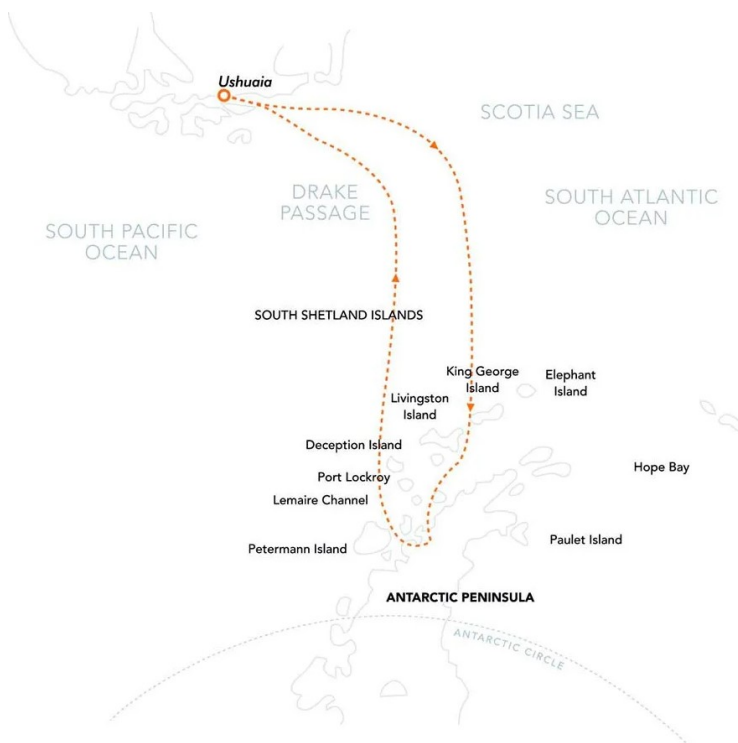 Ushuaia
SCOTIA SEA
DRAKE
PASSAGE
SOUTH ATLANTIC
OCEAN
SOUTH PACIFIC
OCEAN
SOUTH SHETLAND ISLANDS
King George
Island
Elephant
Island
Livingston
Island
Deception Island
Hope Bay
Port Lockroy
Lemaire Channel
Paulet Island
Petermann Island
ANTARCTIC PENINSULA
ANTARCTIC CIRCLE